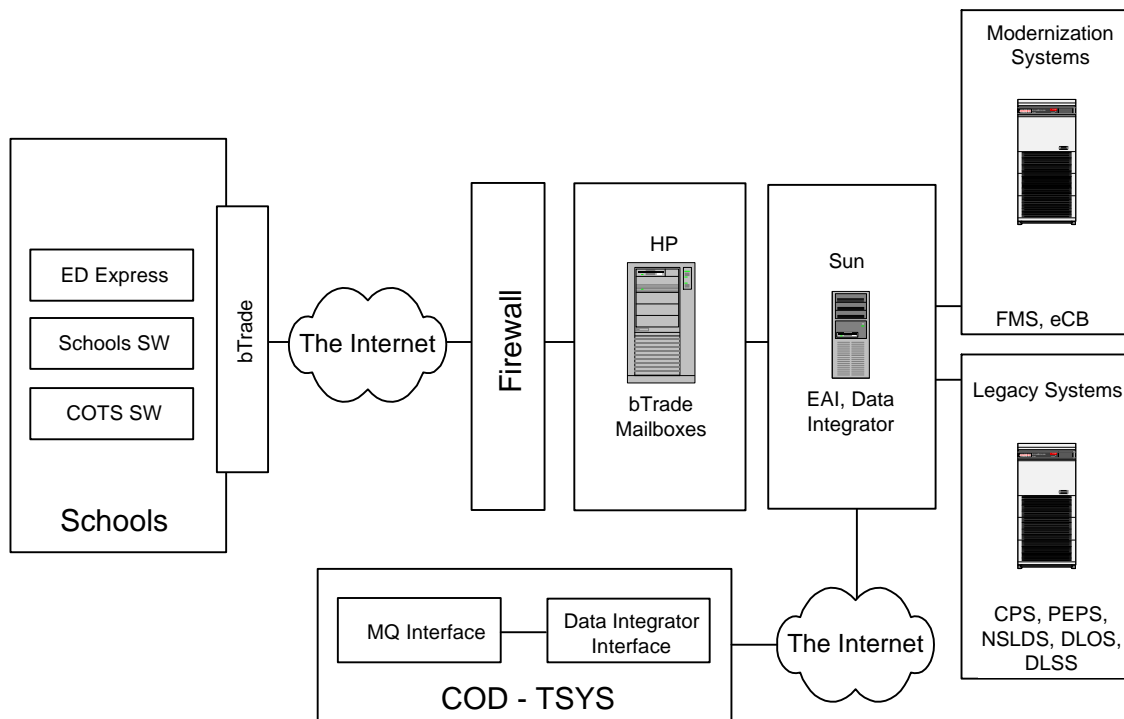 Modernization
Systems
FMS, eCB
ED Express
Schools SW
COTS SW
Schools
bTrade
The Internet
Firewall
HP
bTrade
Mailboxes
Sun
EAI, Data
Integrator
Legacy Systems
CPS, PEPS,
NSLDS, DLOS,
DLSS
MQ Interface
Data Integrator
Interface
COD - TSYS
The Internet